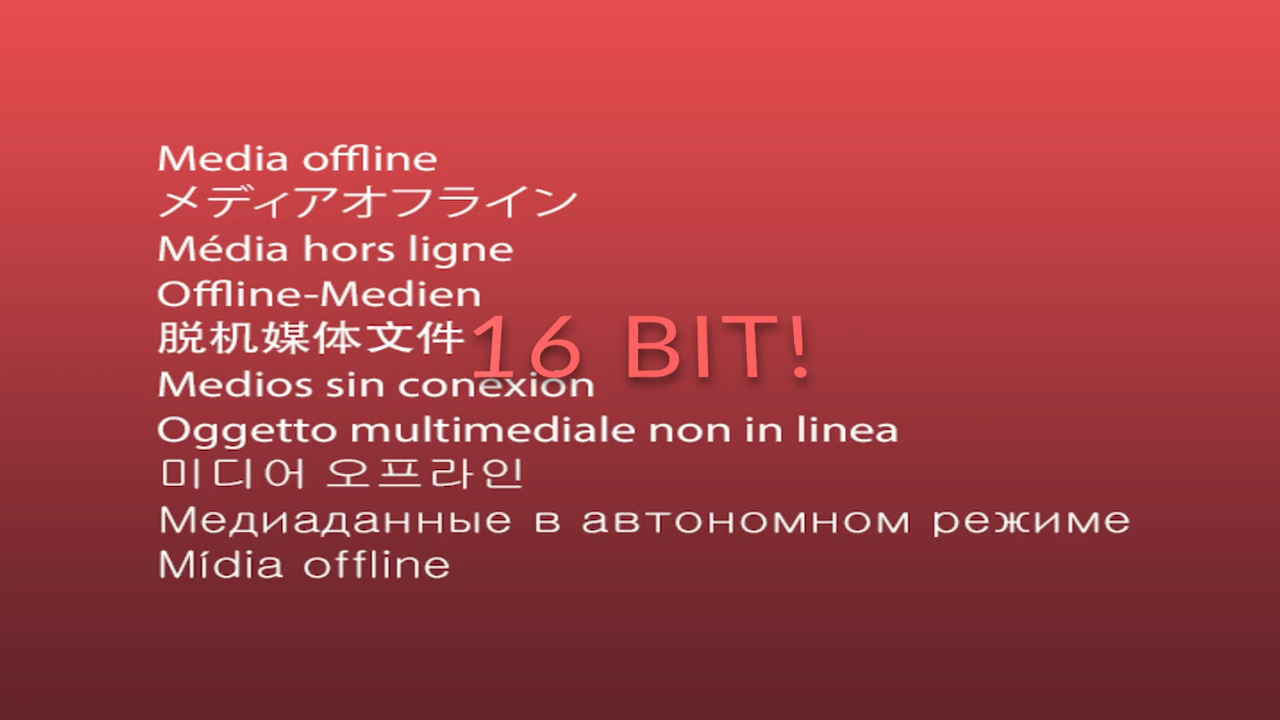 Media offline
メディアオフライン
Média hors ligne
Offline-Medien
脱机媒体文件
16 BIT!
Medios sin conexión
Oggetto multimediale non in linea
미디어 오프라인
Медиаданные в автономном режиме
Mídia offline